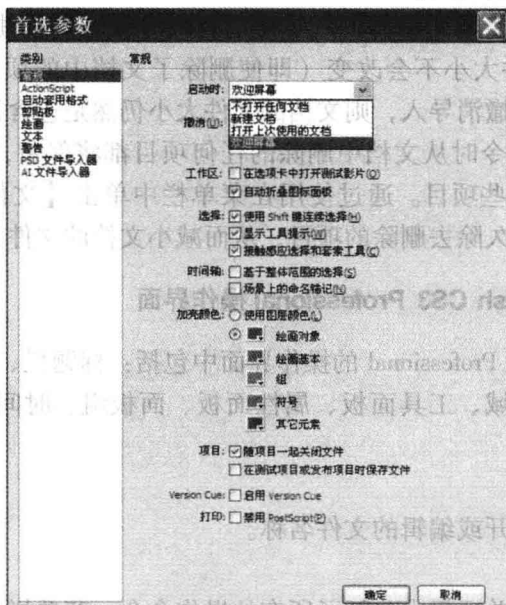 首选参数
类别
常规
常规
ActionScript
自动套用格式
剪贴板
绘画
文本
警告
PSD 文件导入器
AI 文件导入器
启动时: 欢迎屏幕
不打开任何文档
新建文档
打开上次使用的文档
欢迎屏幕
撤消(U):
工作区: 在选项卡中打开测试影片(O)
自动折叠图标面板
选择: 使用 Shift 键连续选择(H)
显示工具提示(W)
接触感应选择和套索工具(C)
时间轴: 基于整体范围的选择(S)
场景上的命名锚记(N)
加亮颜色: 使用图层颜色(L)
绘画对象
绘画基本
组
符号
其它元素
项目: 随项目一起关闭文件
在测试项目或发布项目时保存文件
Version Cue: 启用 Version Cue
打印: 禁用 PostScript(P)
确定 取消